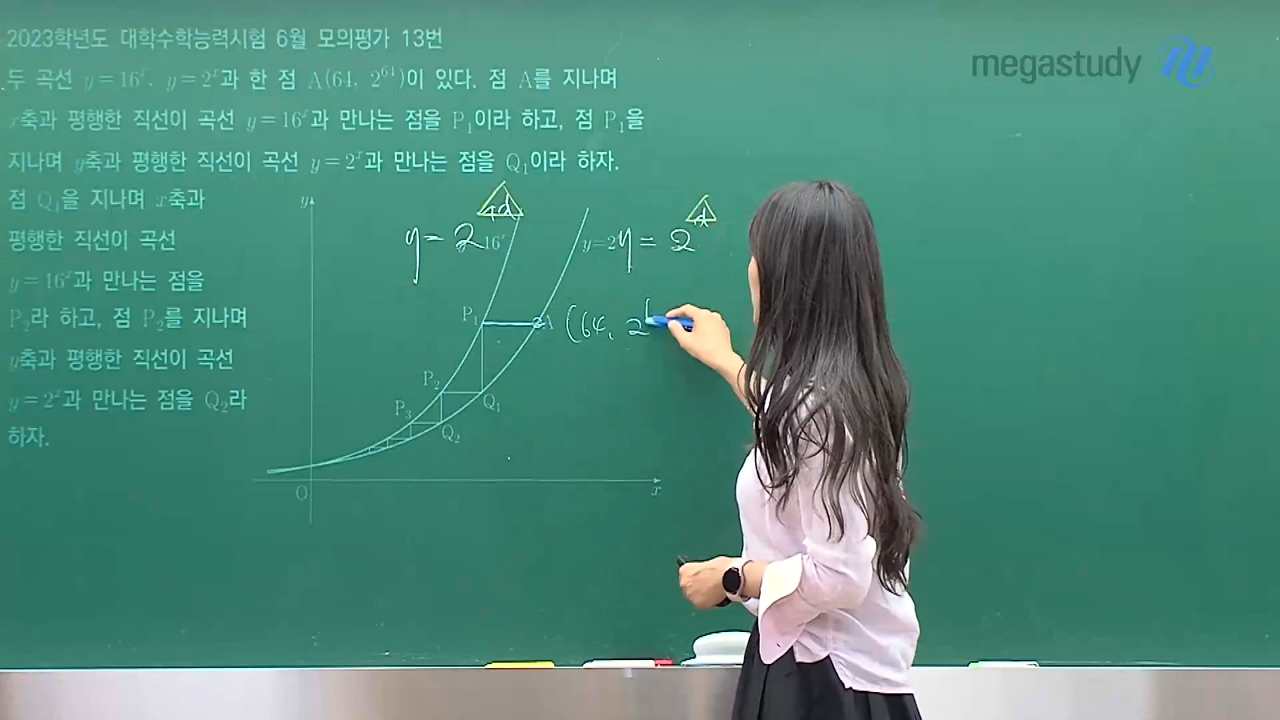 2023학년도 대학수학능력시험 6월 모의평가 13번
megastudy
두 곡선 y=16^x, y=2^x과 한 점 A(64, 2^64)이 있다. 점 A를 지나며
x축과 평행한 직선이 곡선 y=16^x과 만나는 점을 P₁이라 하고, 점 P₁을
지나며 y축과 평행한 직선이 곡선 y=2^x과 만나는 점을 Q₁이라 하자.
점 Q₁을 지나며 x축과
평행한 직선이 곡선
y=16^x과 만나는 점을
P₂라 하고, 점 P₂를 지나며
y축과 평행한 직선이 곡선
y=2^x과 만나는 점을 Q₂라
하자.
y
y=2
16^x
y=2
y=2
P₁
A
(64, 2
P₂
Q₁
P₃
Q₂
O
x